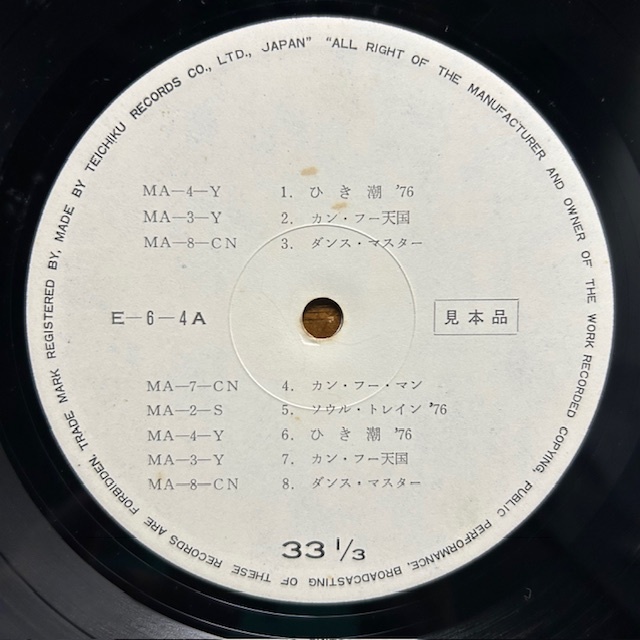 TRADE MARK REGISTERED BY, MADE BY TEICHIKU RECORDS CO., LTD., JAPAN" "ALL RIGHT OF THE MANUFACTURER AND OWNER OF THE WORK RECORDED COPYING, PUBLIC PERFORMANCE, BROADCASTING OF THESE RECORDS ARE FORBIDDEN,
MA—4—Y 1. ひき潮 '76
MA—3—Y 2. カン・フー天国
MA—8—CN 3. ダンス・マスター
E—6—4A 見本品
MA—7—CN 4. カン・フー・マン
MA—2—S 5. ソウル・トレイン '76
MA—4—Y 6. ひき潮 '76
MA—3—Y 7. カン・フー天国
MA—8—CN 8. ダンス・マスター
33 1/3